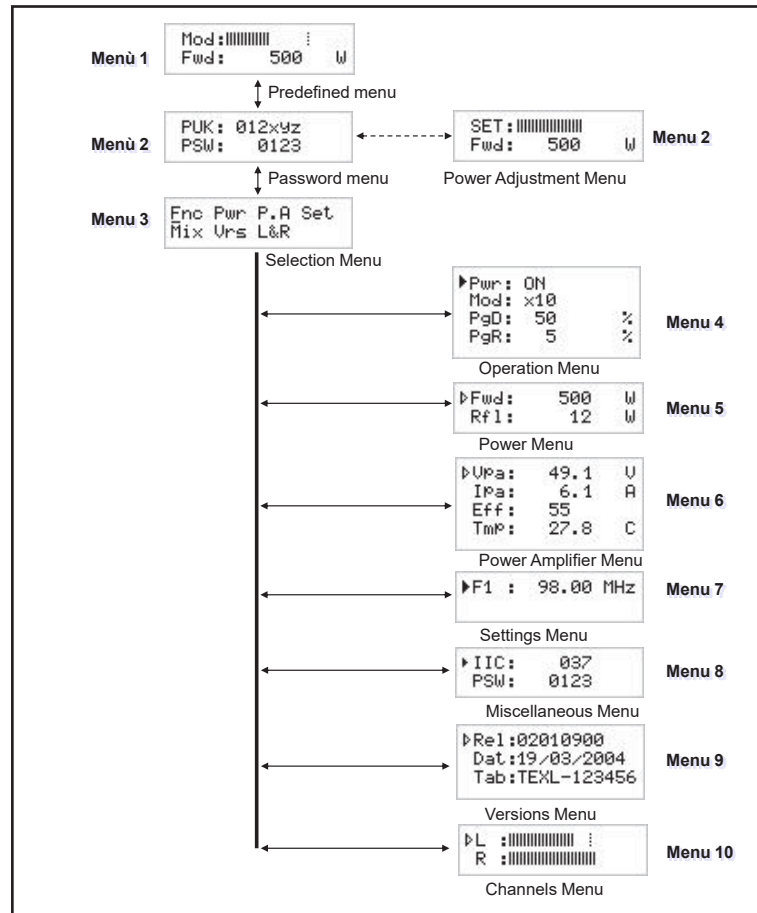 Menù 1
Mod:
Fwd: 500 W
Predefined menu
Menù 2
PUK: 012xyz
PSW: 0123
SET:
Fwd: 500 W
Menu 2
Password menu
Power Adjustment Menu
Menu 3
Fnc Pwr P.A Set
Mix Vrs L&R
Selection Menu
Pwr: ON
Mod: x10
PgD: 50 %
PgR: 5 %
Menu 4
Operation Menu
Fwd: 500 W
Rfl: 12 W
Menu 5
Power Menu
Vpa: 49.1 V
Ipa: 6.1 A
Eff: 55
Tmp: 27.8 C
Menu 6
Power Amplifier Menu
F1 : 98.00 MHz
Menu 7
Settings Menu
IIC: 037
PSW: 0123
Menu 8
Miscellaneous Menu
Rel:02010900
Dat:19/03/2004
Tab:TEXL-123456
Menu 9
Versions Menu
L :
R :
Menu 10
Channels Menu